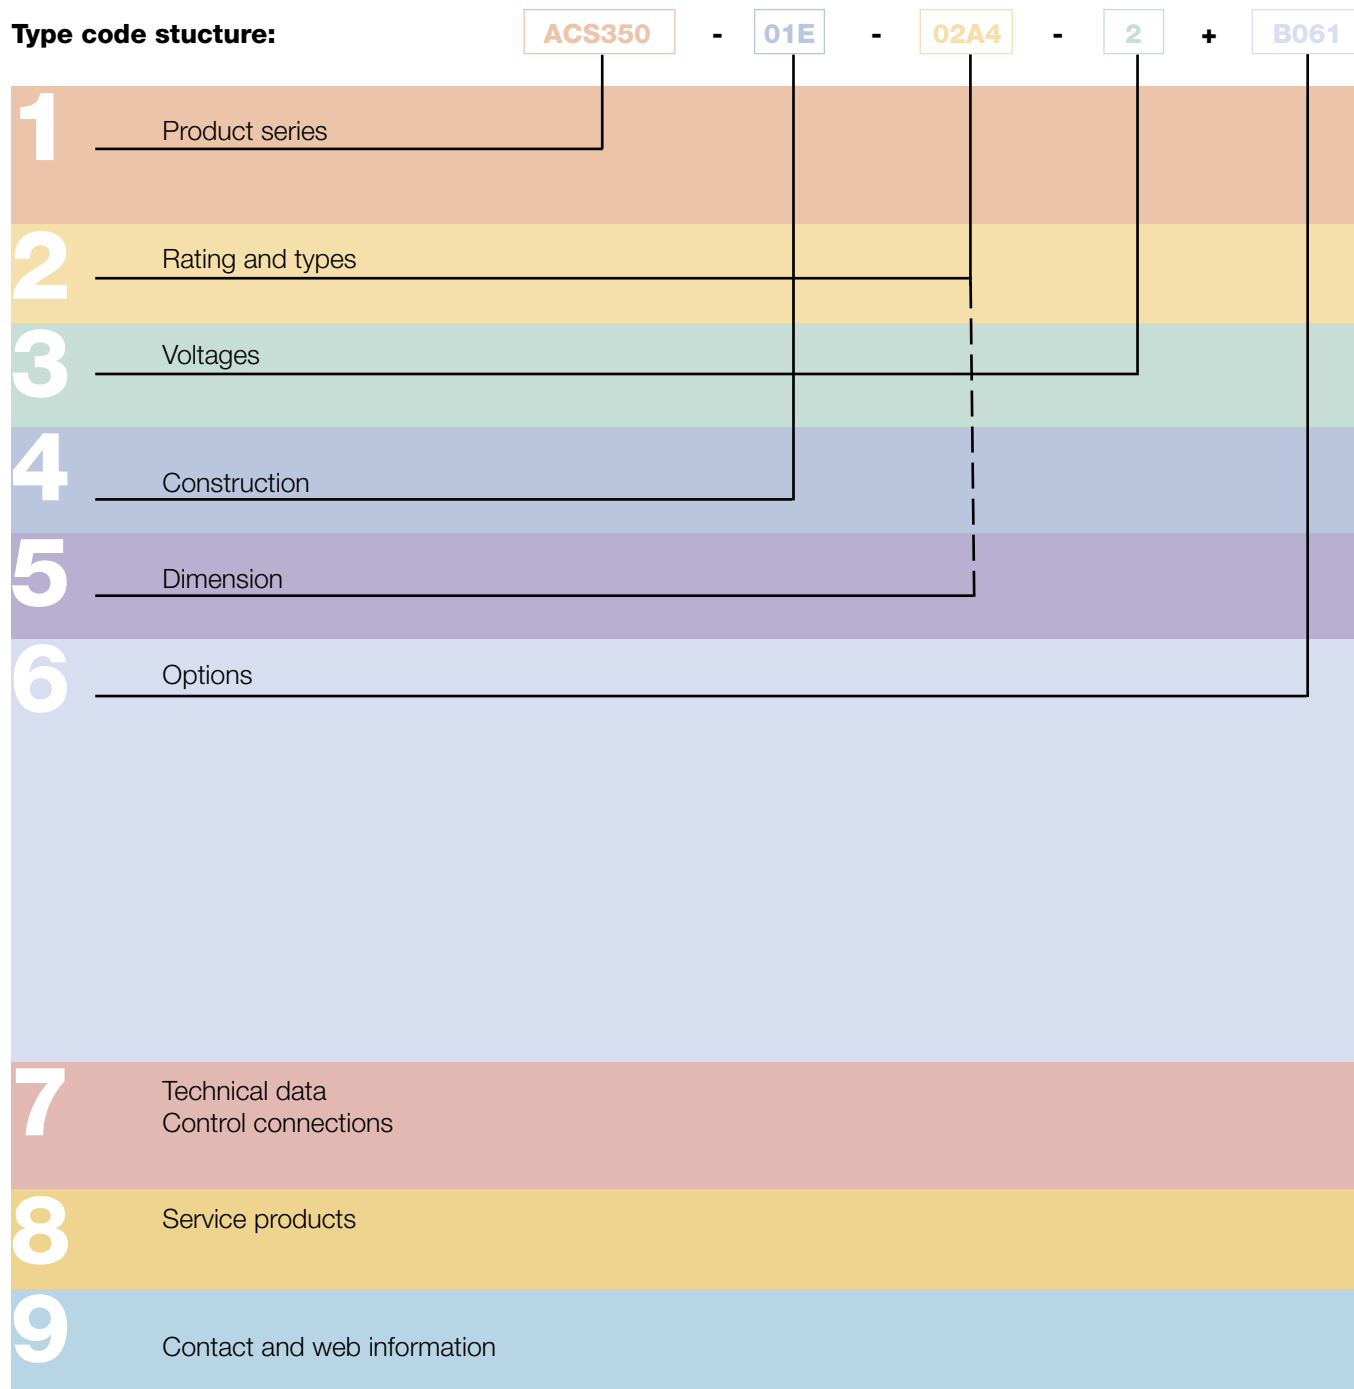 Type code stucture: ACS350 - 01E - 02A4 - 2 + B061
1 Product series
2 Rating and types
3 Voltages
4 Construction
5 Dimension
6 Options
7 Technical data
Control connections
8 Service products
9 Contact and web information